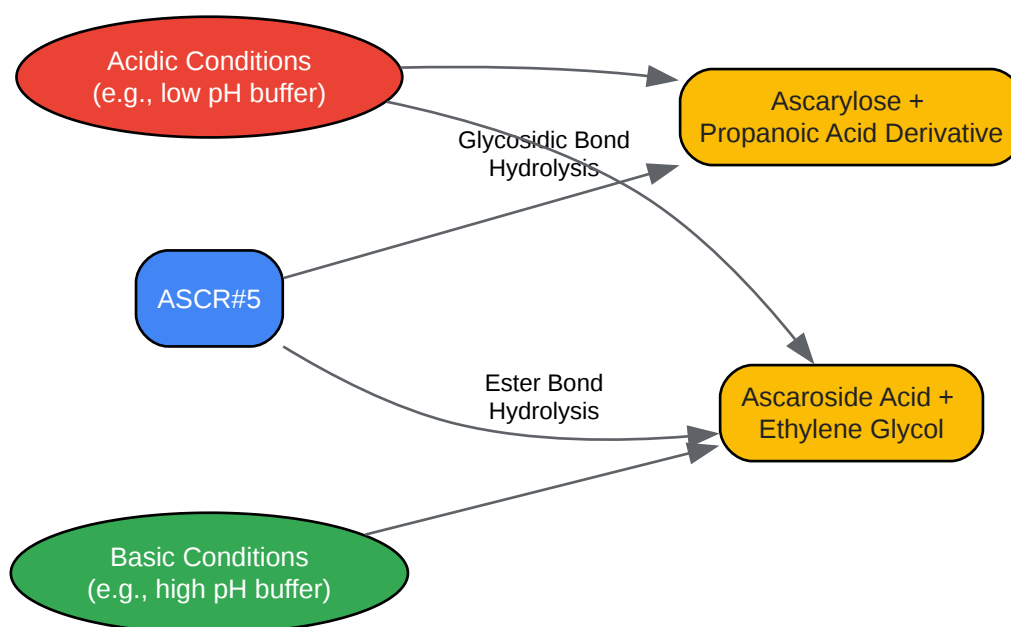 Acidic Conditions
(e.g., low pH buffer)
Ascarylose +
Propanoic Acid Derivative
Glycosidic Bond
Hydrolysis
ASCR#5
Ester Bond
Hydrolysis
Ascaroside Acid +
Ethylene Glycol
Basic Conditions
(e.g., high pH buffer)